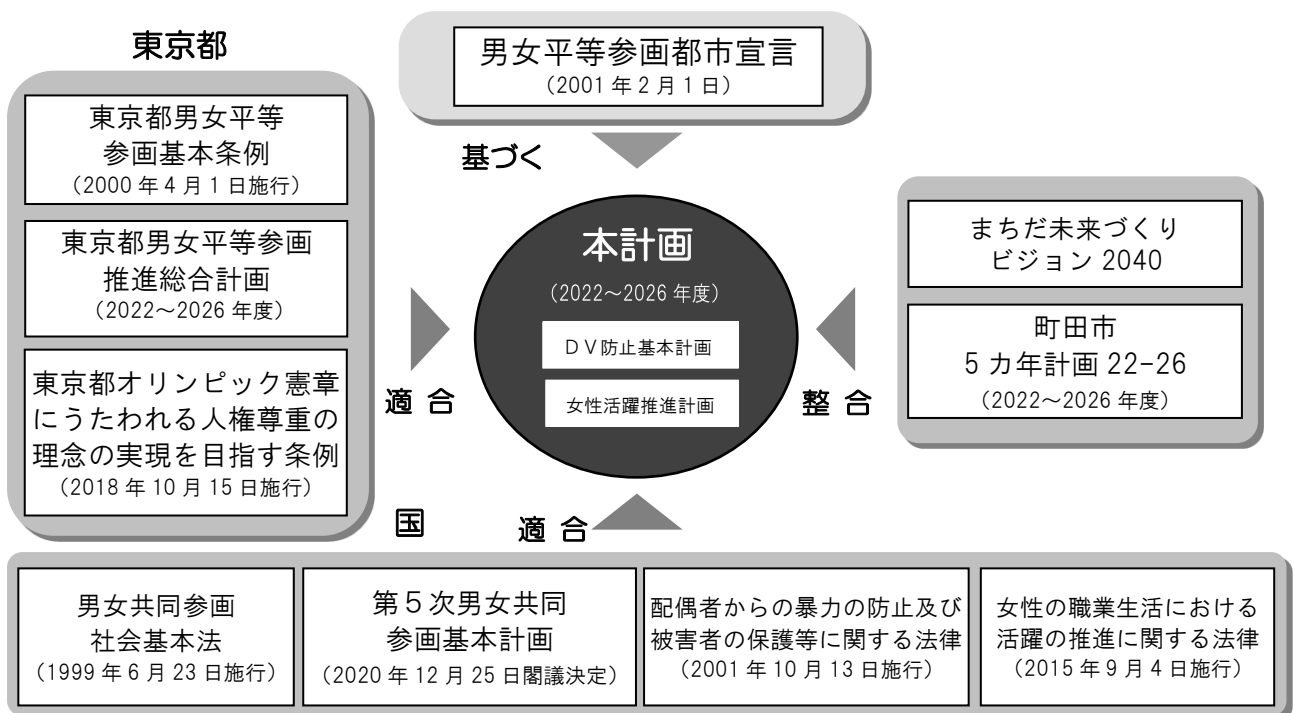 東京都
東京都男女平等
参画基本条例
(2000年4月1日施行)
東京都男女平等参画
推進総合計画
(2022~2026年度)
東京都オリンピック憲章
にうたわれる人権尊重の
理念の実現を目指す条例
(2018年10月15日施行)
男女平等参画都市宣言
(2001年2月1日)
基づく
本計画
(2022~2026年度)
DV防止基本計画
女性活躍推進計画
適合
整合
まちだ未来づくり
ビジョン2040
町田市
5カ年計画22-26
(2022~2026年度)
国
適合
男女共同参画
社会基本法
(1999年6月23日施行)
第5次男女共同
参画基本計画
(2020年12月25日閣議決定)
配偶者からの暴力の防止及び
被害者の保護等に関する法律
(2001年10月13日施行)
女性の職業生活における
活躍の推進に関する法律
(2015年9月4日施行)